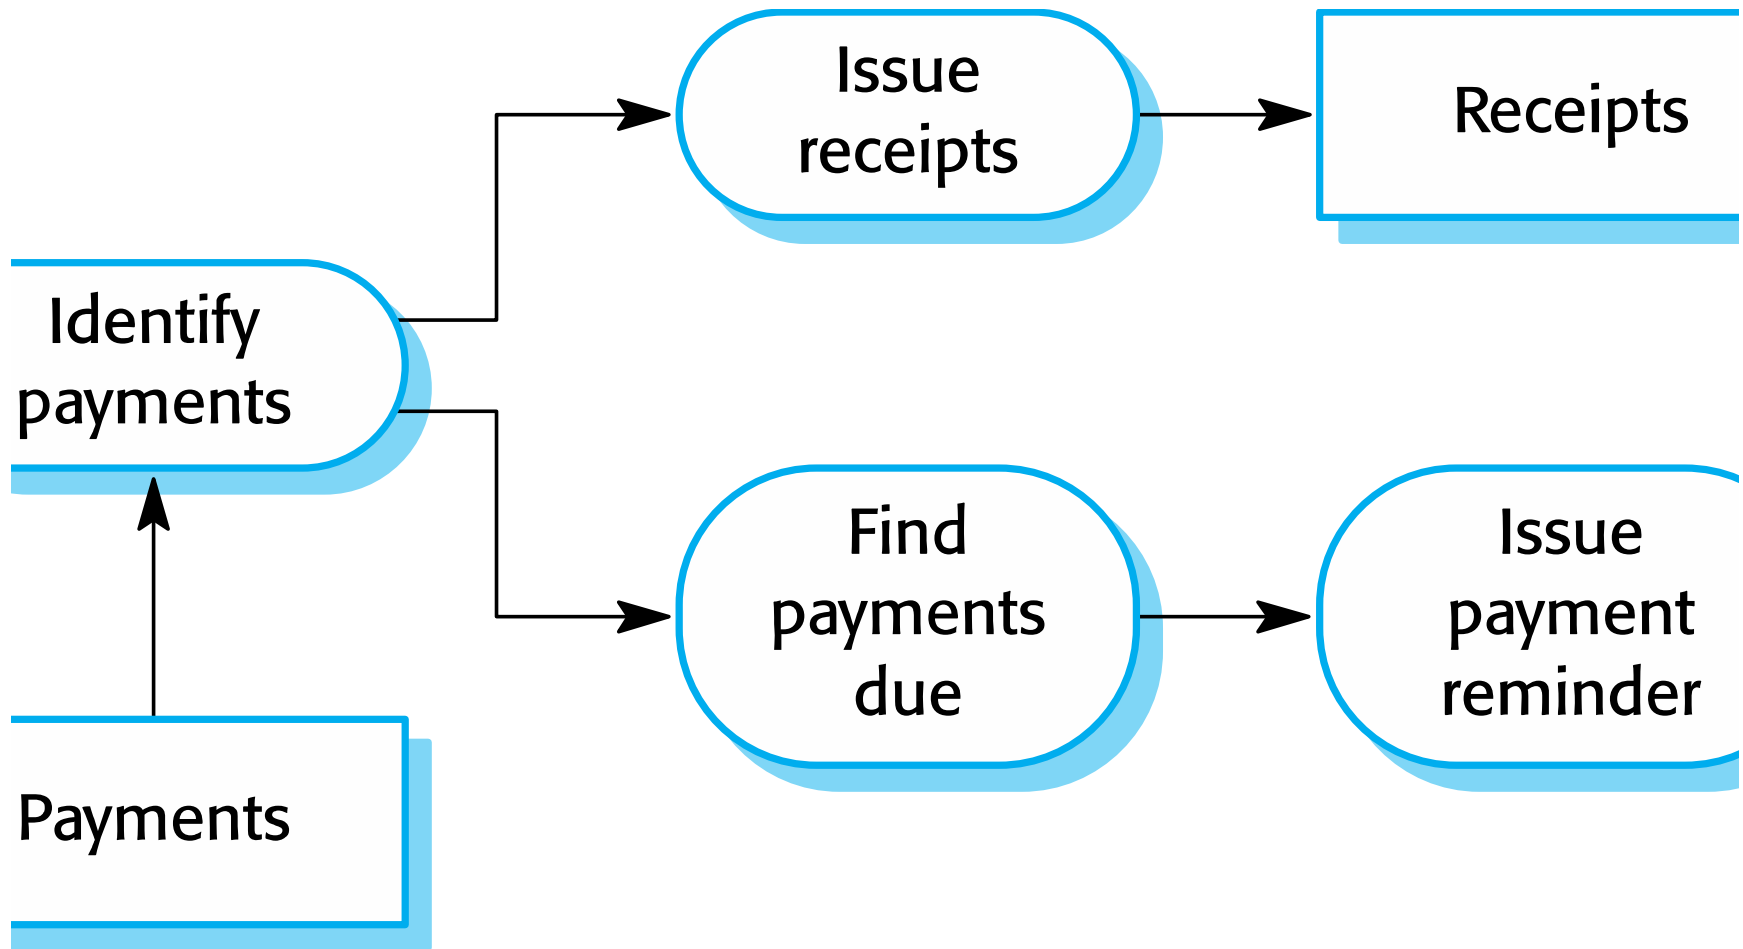 Issue
receipts
Receipts
Identify
payments
Find
payments
due
Issue
payment
reminder
Payments